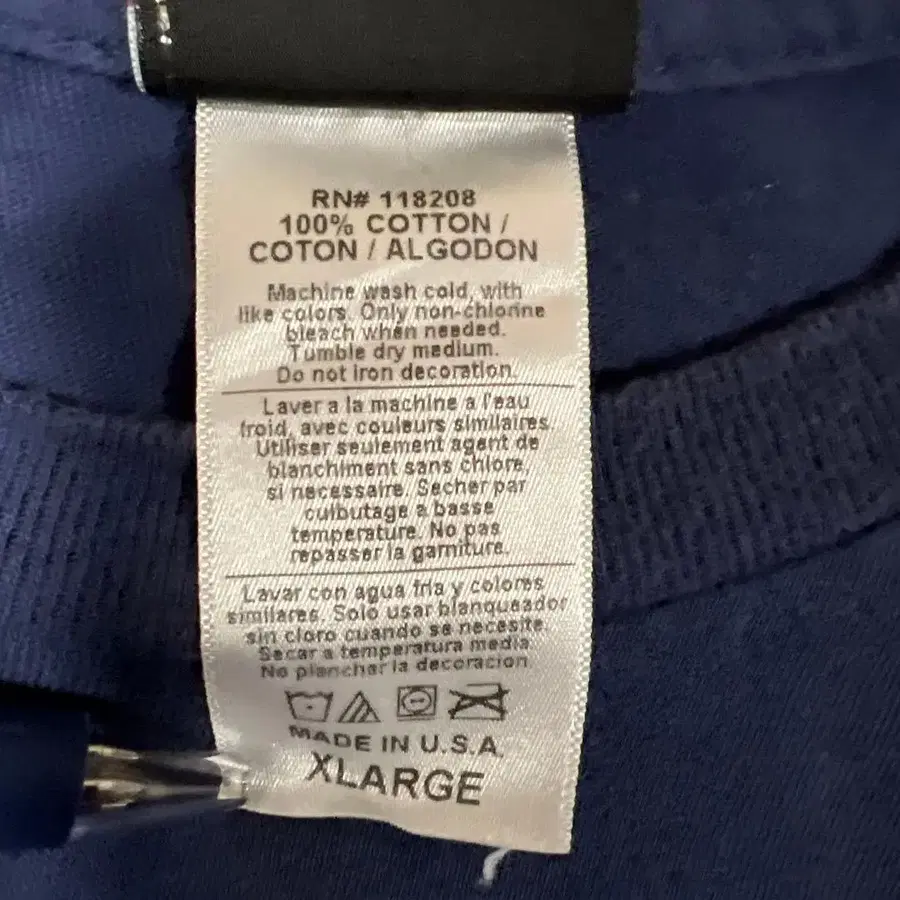 RN# 118208
100% COTTON /
COTON / ALGODON
Machine wash cold, with
like colors. Only non-chlorine
bleach when needed.
Tumble dry medium.
Do not iron decoration.
Laver a la machine a l'eau
froid, avec couleurs similaires.
Utiliser seulement agent de
blanchiment sans chlore,
si necessaire. Secher par
culbutage a basse
temperature. No pas
repasser la garniture.
Lavar con agua fria y colores
similares. Solo usar blanqueador
sin cloro cuando se necesite.
Secar a temperatura media.
No planchar la decoracion.
MADE IN U.S.A.
XLARGE